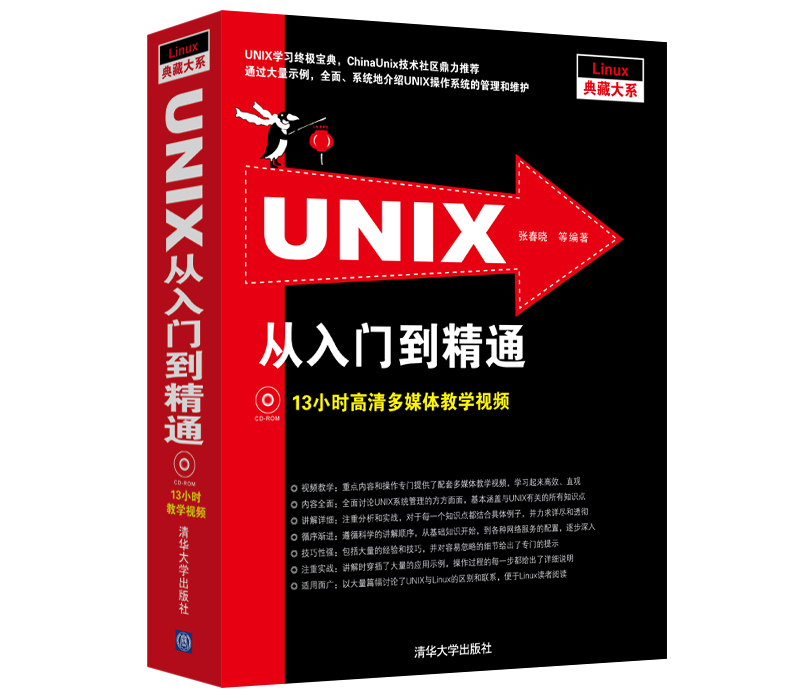 Linux
典藏大系
UNIX从入门到精通
CD-ROM
13小时
教学视频
清华大学出版社
UNIX学习终极宝典，ChinaUnix技术社区鼎力推荐
通过大量示例，全面、系统地介绍UNIX操作系统的管理和维护
Linux
典藏大系
UNIX
张春晓 等编著
从入门到精通
CD-ROM
13小时高清多媒体教学视频
视频教学：重点内容和操作专门提供了配套多媒体教学视频，学习起来高效、直观
内容全面：全面讨论UNIX系统管理的方方面面，基本涵盖与UNIX有关的所有知识点
讲解详细：注重分析和实战，对于每一个知识点都结合具体例子，并力求详尽和透彻
循序渐进：遵循科学的讲解顺序，从基础知识开始，到各种网络服务的配置，逐步深入
技巧性强：包括大量的经验和技巧，并对容易忽略的细节给出了专门的提示
注重实战：讲解时穿插了大量的应用示例，操作过程的每一步都给出了详细说明
适用面广：以大量篇幅讨论了UNIX与Linux的区别和联系，便于Linux读者阅读
清华大学出版社